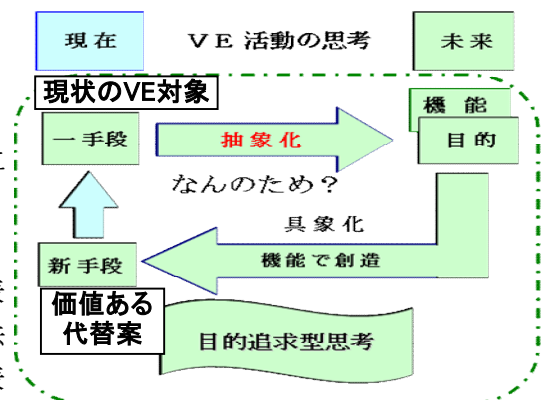 現在
VE活動の思考
未来
現状のVE対象
一手段
抽象化
機能
目的
なんのため？
具象化
機能で創造
新手段
価値ある
代替案
目的追求型思考